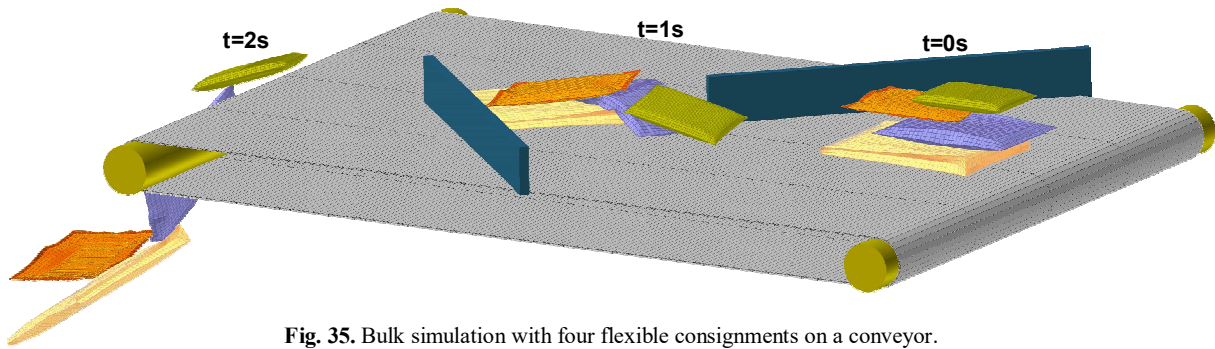 t=2s
t=1s
t=0s
Fig. 35. Bulk simulation with four flexible consignments on a conveyor.